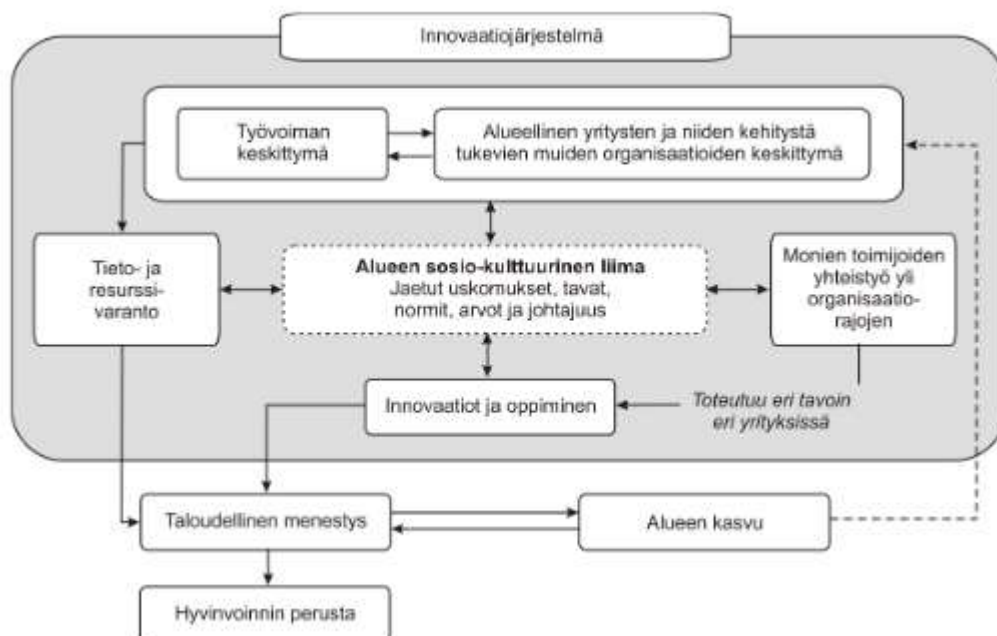 Innovaatiojärjestelmä
Työvoiman
keskittymä
Alueellinen yritysten ja niiden kehitystä
tukevien muiden organisaatioiden keskittymä
Tieto- ja
resurssi-
varanto
Alueen sosio-kulttuurinen liima
Jaetut uskomukset, tavat,
normit, arvot ja johtajuus
Monien toimijoiden
yhteistyö yli
organisaatio-
rajojen
Innovaatiot ja oppiminen
Toteutuu eri tavoin
eri yrityksissä
Taloudellinen menestys
Alueen kasvu
Hyvinvoinnin perusta